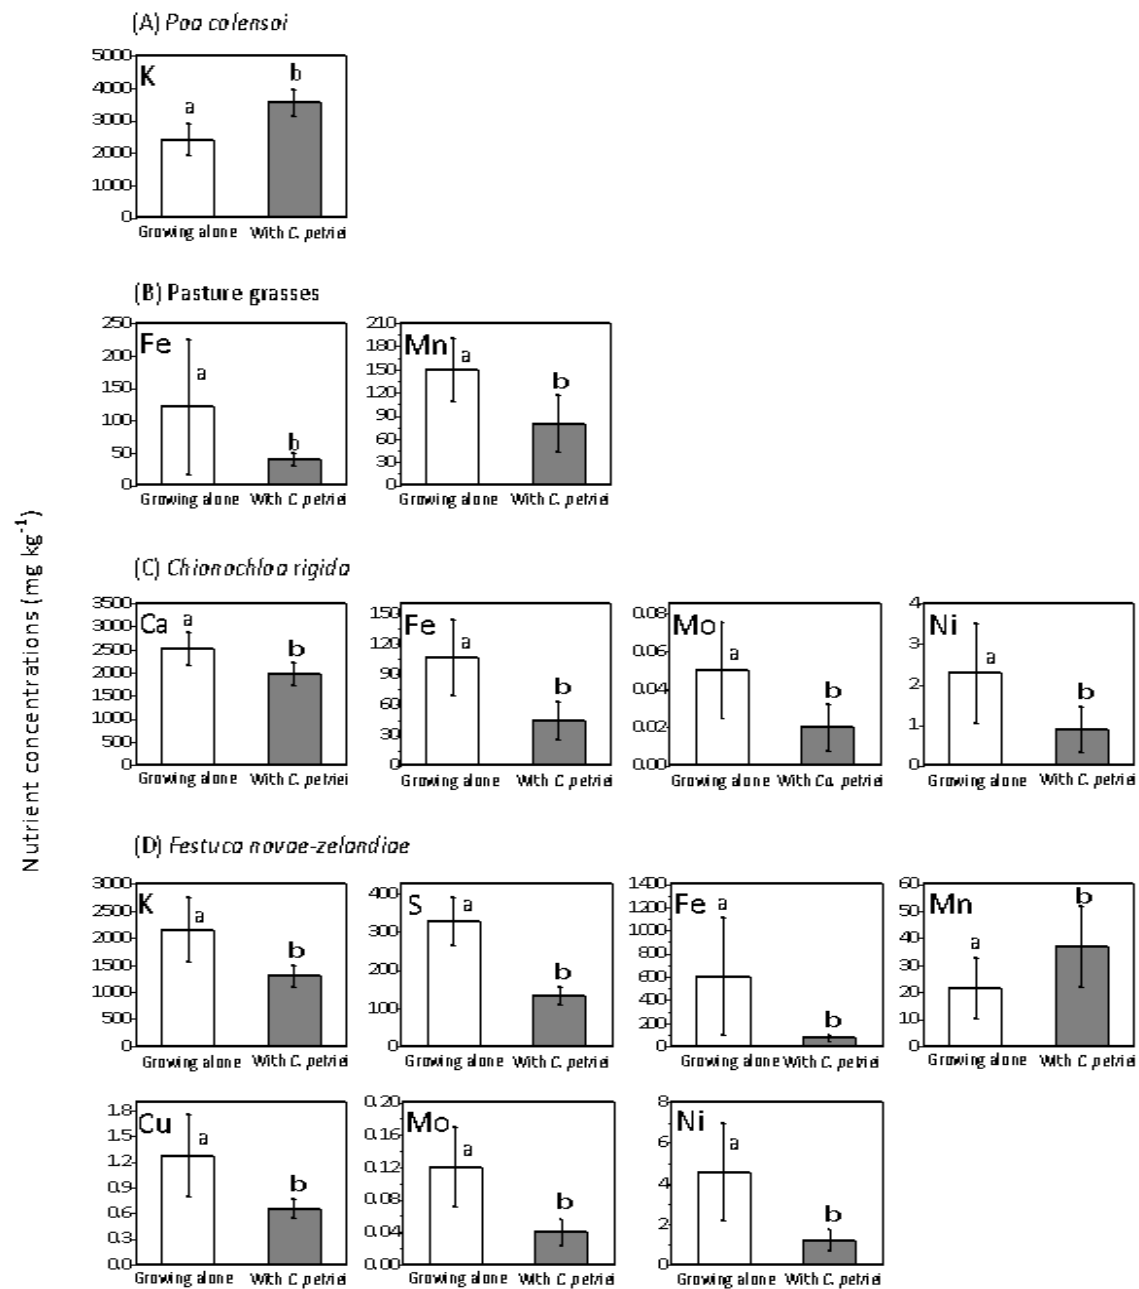 (A) Poa colensoi
5000
4000
3000
2000
1000
0
K
a
b
Growing alone With C. petriei
(B) Pasture grasses
250
200
150
100
50
0
Fe
a
b
Growing alone With C. petriei
210
180
150
120
90
60
30
0
Mn
a
b
Growing alone With C. petriei
Nutrient concentrations (mg kg-1)
(C) Chionochloa rigida
3500
3000
2500
2000
1500
1000
500
0
Ca
a
b
Growing alone With C. petriei
150
120
90
60
30
0
Fe
a
b
Growing alone With C. petriei
0.08
0.06
0.04
0.02
0.00
Mo
a
b
Growing alone With Ca. petriei
4
3
2
1
0
Ni
a
b
Growing alone With C. petriei
(D) Festuca novae-zelandiae
3000
2500
2000
1500
1000
500
0
K
a
b
Growing alone With C. petriei
400
300
200
100
0
S
a
b
Growing alone With C. petriei
1400
1200
1000
800
600
400
200
0
Fe
a
b
Growing alone With C. petriei
60
50
40
30
20
10
0
Mn
a
b
Growing alone With C. petriei
1.8
1.5
1.2
0.9
0.6
0.3
0.0
Cu
a
b
Growing alone With C. petriei
0.20
0.16
0.12
0.08
0.04
0.00
Mo
a
b
Growing alone With C. petriei
8
6
4
2
0
Ni
a
b
Growing alone With C. petriei